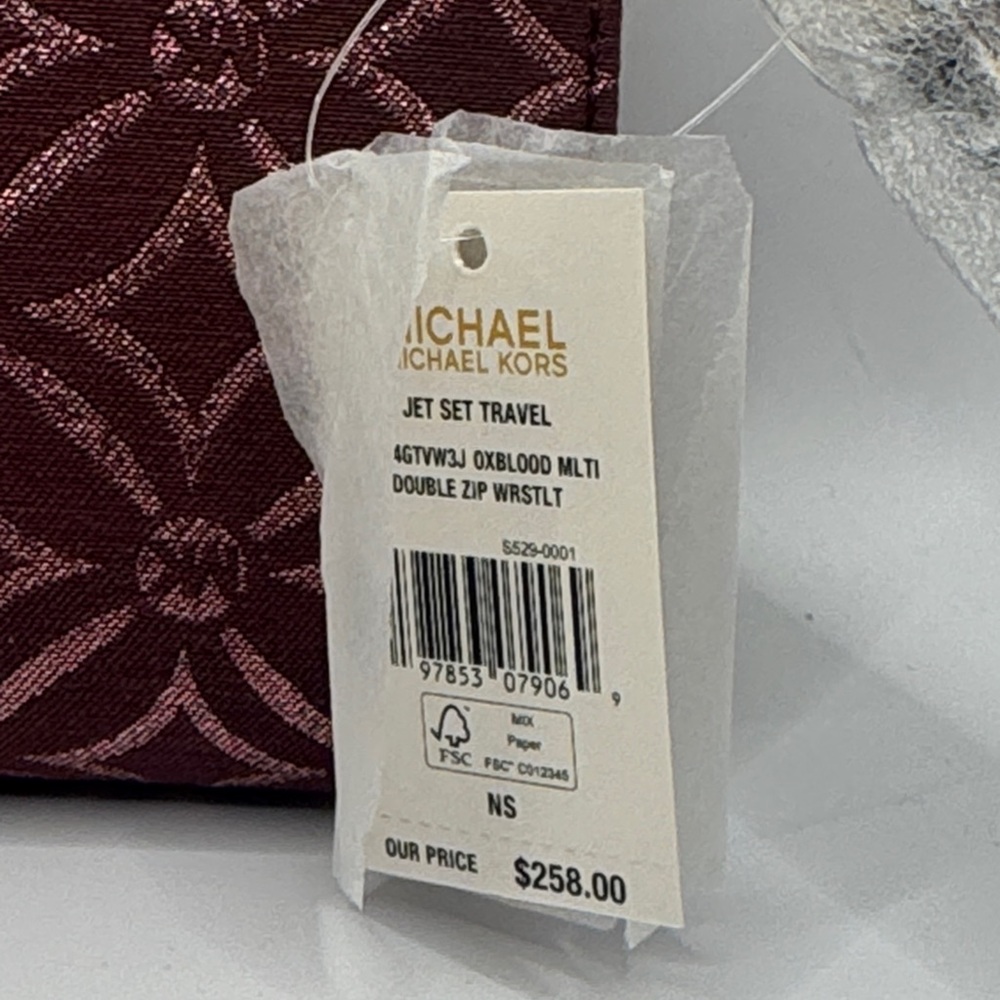 MICHAEL
MICHAEL KORS
JET SET TRAVEL
4GTVW3J OXBLOOD MLTI
DOUBLE ZIP WRSTLT
S529-0001
97853 07906 9
MIX
Paper
FSC FSC™ C012345
NS
OUR PRICE $258.00